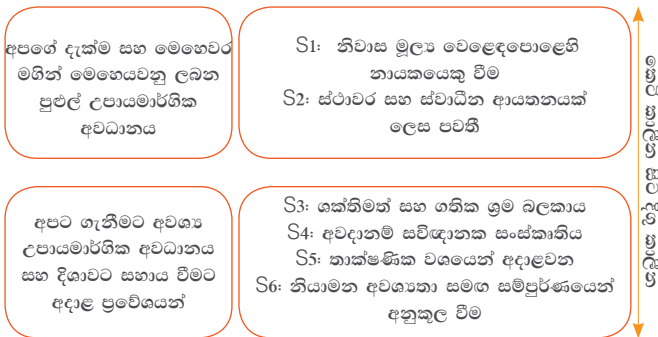 අපගේ දැක්ම සහ මෙහෙවර
මගින් මෙහෙයවනු ලබන
පුළුල් උපායමාර්ගික
අවධානය
S1: නිවාස මූල්‍ය වෙළෙඳපොළෙහි
නායකයෙකු වීම
S2: ස්ථාවර සහ ස්වාධීන ආයතනයක්
ලෙස පවතී
අපට ගැනීමට අවශ්‍ය
උපායමාර්ගික අවධානය
සහ දිශාවට සහාය වීමට
අදාළ ප්‍රවේශයන්
S3: ශක්තිමත් සහ ගතික ශ්‍රම බලකාය
S4: අවදානම් සවිඥානක සංස්කෘතිය
S5: තාක්ෂණික වශයෙන් අදාළවන
S6: නියාමන අවශ්‍යතා සමඟ සම්පුර්ණයෙන්
අනුකූල වීම